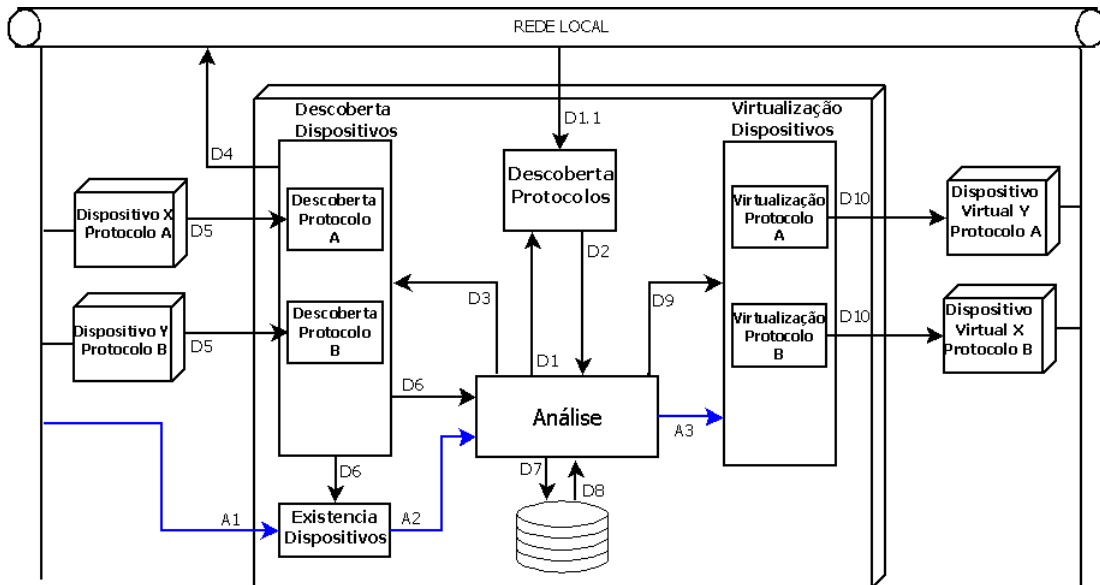 REDE LOCAL
Descoberta
Dispositivos
D1.1
Virtualização
Dispositivos
D4
Descoberta
Protocolos
Dispositivo X
Protocolo A
D5
Descoberta
Protocolo
A
D2
Virtualização
Protocolo
A
D10
Dispositivo
Virtual Y
Protocolo A
D3
D9
Dispositivo Y
Protocolo B
D5
Descoberta
Protocolo
B
D1
Virtualização
Protocolo
B
D10
Dispositivo
Virtual X
Protocolo B
D6
Análise
A3
D6
D7
D8
A1
Existencia
Dispositivos
A2